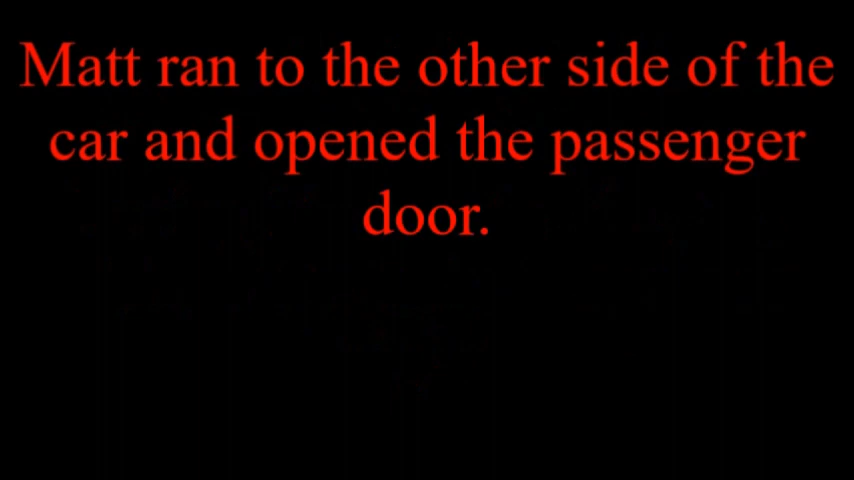 Matt ran to the other side of the
car and opened the passenger
door.